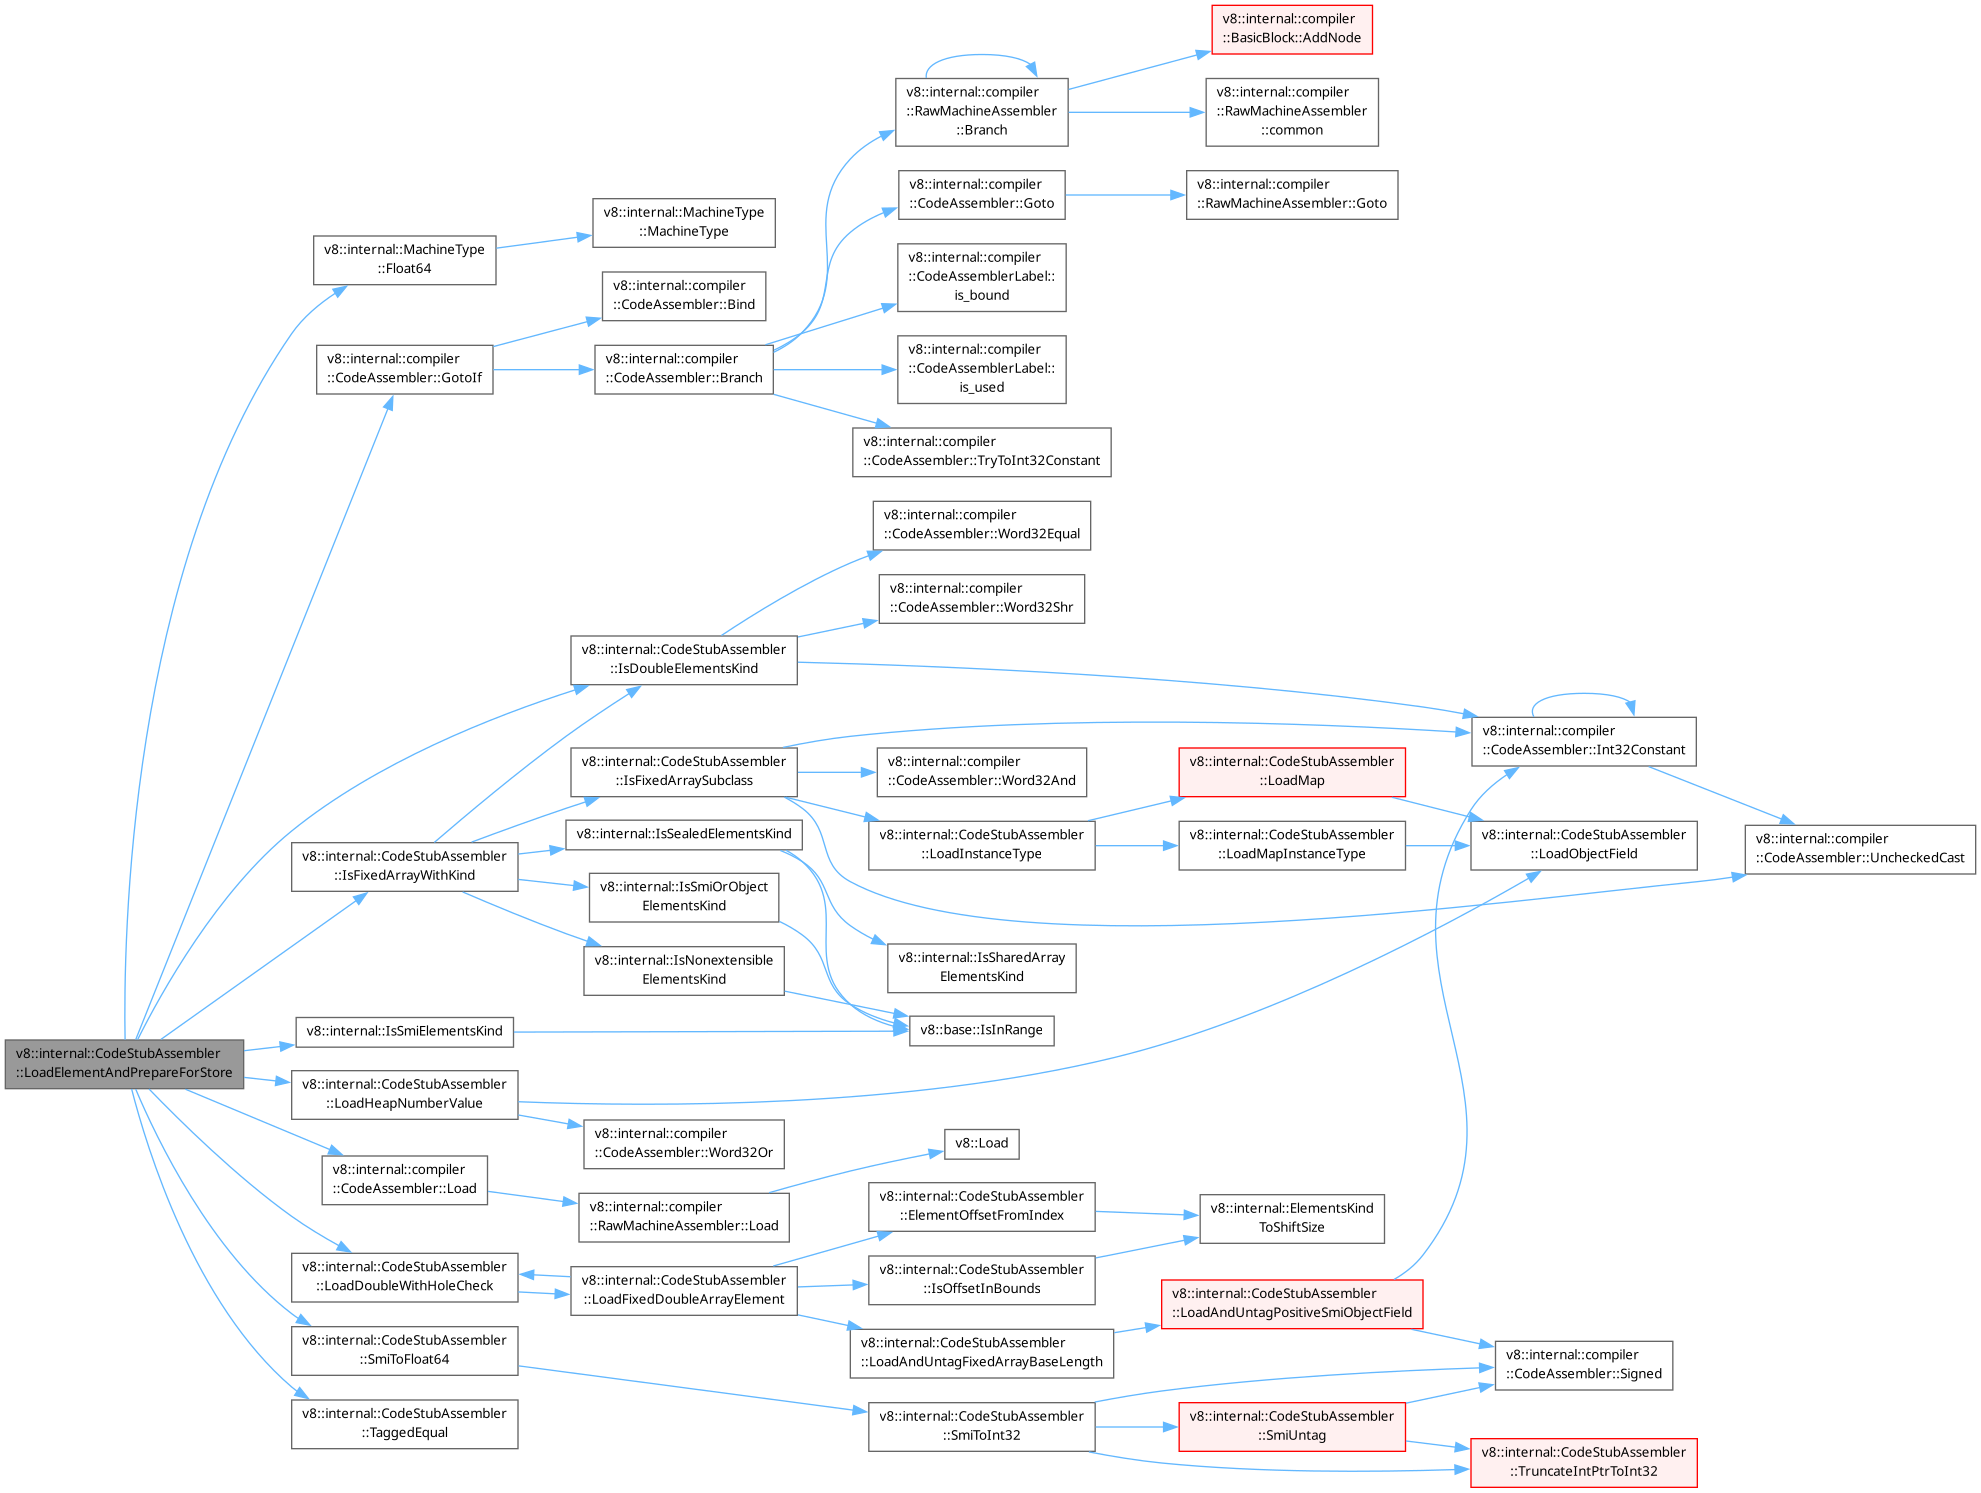 v8::internal::CodeStubAssembler
::LoadElementAndPrepareForStore
v8::internal::MachineType
::Float64
v8::internal::MachineType
::MachineType
v8::internal::compiler
::CodeAssembler::GotoIf
v8::internal::compiler
::CodeAssembler::Bind
v8::internal::compiler
::CodeAssembler::Branch
v8::internal::compiler
::RawMachineAssembler
::Branch
v8::internal::compiler
::BasicBlock::AddNode
v8::internal::compiler
::RawMachineAssembler
::common
v8::internal::compiler
::CodeAssembler::Goto
v8::internal::compiler
::RawMachineAssembler::Goto
v8::internal::compiler
::CodeAssemblerLabel::
is_bound
v8::internal::compiler
::CodeAssemblerLabel::
is_used
v8::internal::compiler
::CodeAssembler::TryToInt32Constant
v8::internal::CodeStubAssembler
::IsDoubleElementsKind
v8::internal::compiler
::CodeAssembler::Word32Equal
v8::internal::compiler
::CodeAssembler::Word32Shr
v8::internal::compiler
::CodeAssembler::Int32Constant
v8::internal::compiler
::CodeAssembler::UncheckedCast
v8::internal::CodeStubAssembler
::IsFixedArrayWithKind
v8::internal::CodeStubAssembler
::IsFixedArraySubclass
v8::internal::compiler
::CodeAssembler::Word32And
v8::internal::CodeStubAssembler
::LoadInstanceType
v8::internal::CodeStubAssembler
::LoadMap
v8::internal::CodeStubAssembler
::LoadMapInstanceType
v8::internal::CodeStubAssembler
::LoadObjectField
v8::internal::IsSealedElementsKind
v8::internal::IsSmiOrObject
ElementsKind
v8::internal::IsNonextensible
ElementsKind
v8::internal::IsSharedArray
ElementsKind
v8::base::IsInRange
v8::internal::IsSmiElementsKind
v8::internal::CodeStubAssembler
::LoadHeapNumberValue
v8::internal::compiler
::CodeAssembler::Word32Or
v8::internal::compiler
::CodeAssembler::Load
v8::internal::compiler
::RawMachineAssembler::Load
v8::Load
v8::internal::CodeStubAssembler
::LoadDoubleWithHoleCheck
v8::internal::CodeStubAssembler
::LoadFixedDoubleArrayElement
v8::internal::CodeStubAssembler
::ElementOffsetFromIndex
v8::internal::ElementsKind
ToShiftSize
v8::internal::CodeStubAssembler
::IsOffsetInBounds
v8::internal::CodeStubAssembler
::LoadAndUntagFixedArrayBaseLength
v8::internal::CodeStubAssembler
::LoadAndUntagPositiveSmiObjectField
v8::internal::compiler
::CodeAssembler::Signed
v8::internal::CodeStubAssembler
::SmiToFloat64
v8::internal::CodeStubAssembler
::SmiToInt32
v8::internal::CodeStubAssembler
::SmiUntag
v8::internal::CodeStubAssembler
::TruncateIntPtrToInt32
v8::internal::CodeStubAssembler
::TaggedEqual